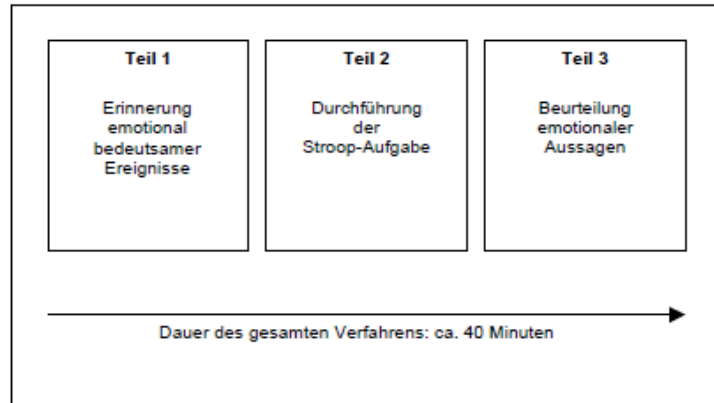 Teil 1
Erinnerung
emotional
bedeutsamer
Ereignisse
Teil 2
Durchführung
der
Stroop-Aufgabe
Teil 3
Beurteilung
emotionaler
Aussagen
Dauer des gesamten Verfahrens: ca. 40 Minuten